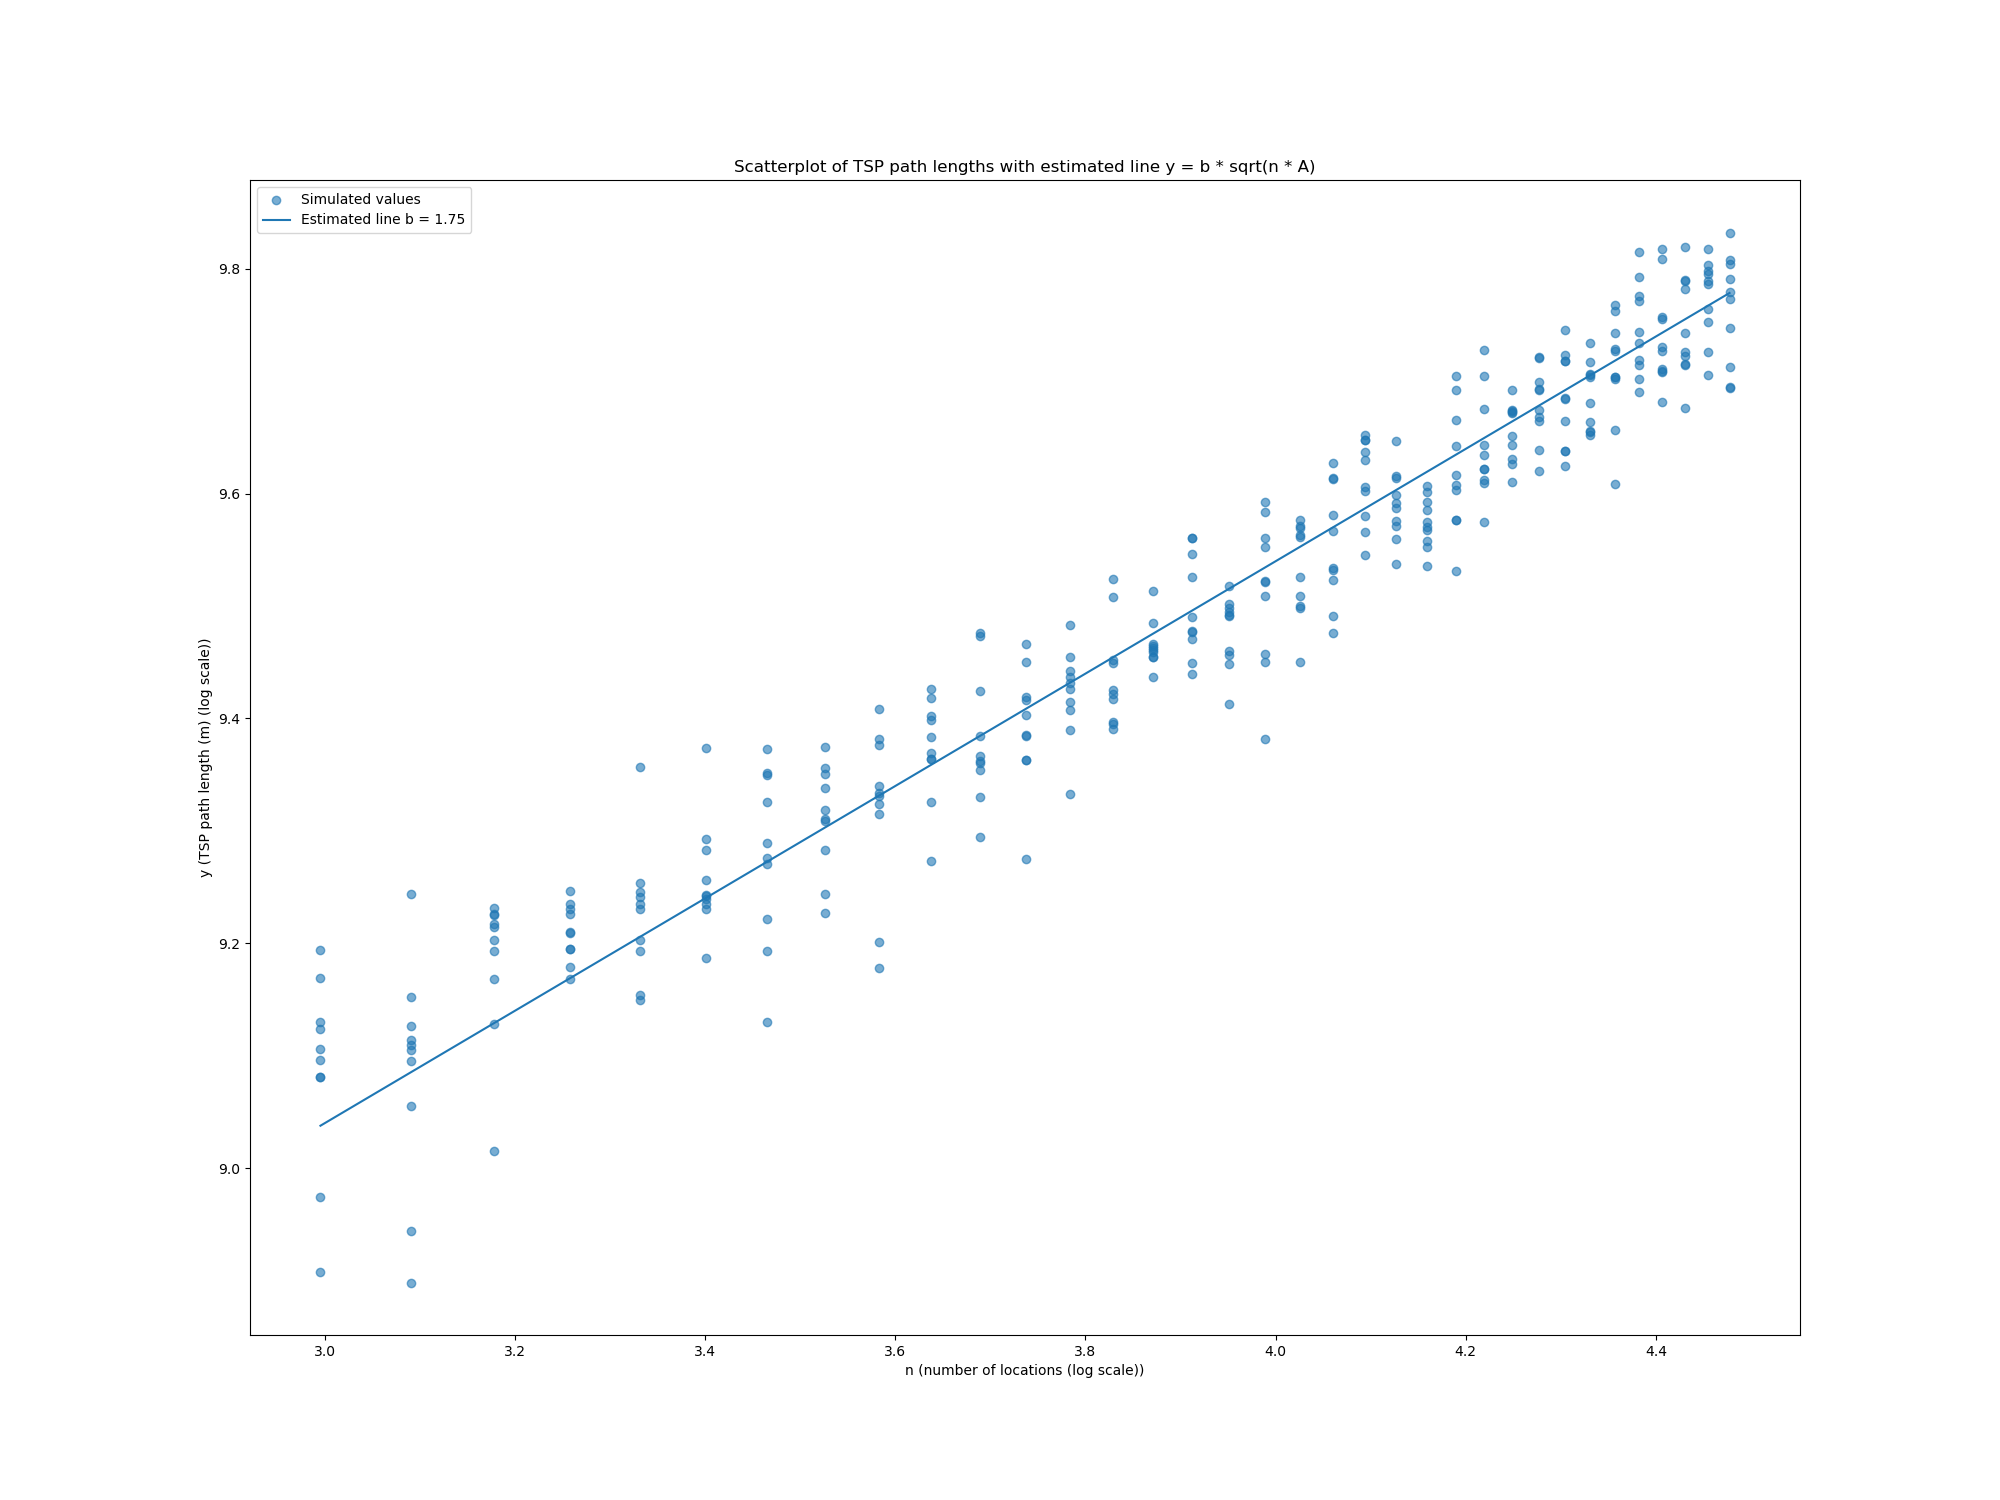 Scatterplot of TSP path lengths with estimated line y = b * sqrt(n * A)
Simulated values
Estimated line b = 1.75
9.8
9.6
9.4
9.2
9.0
y (TSP path length (m) (log scale))
3.0 3.2 3.4 3.6 3.8 4.0 4.2 4.4
n (number of locations (log scale))